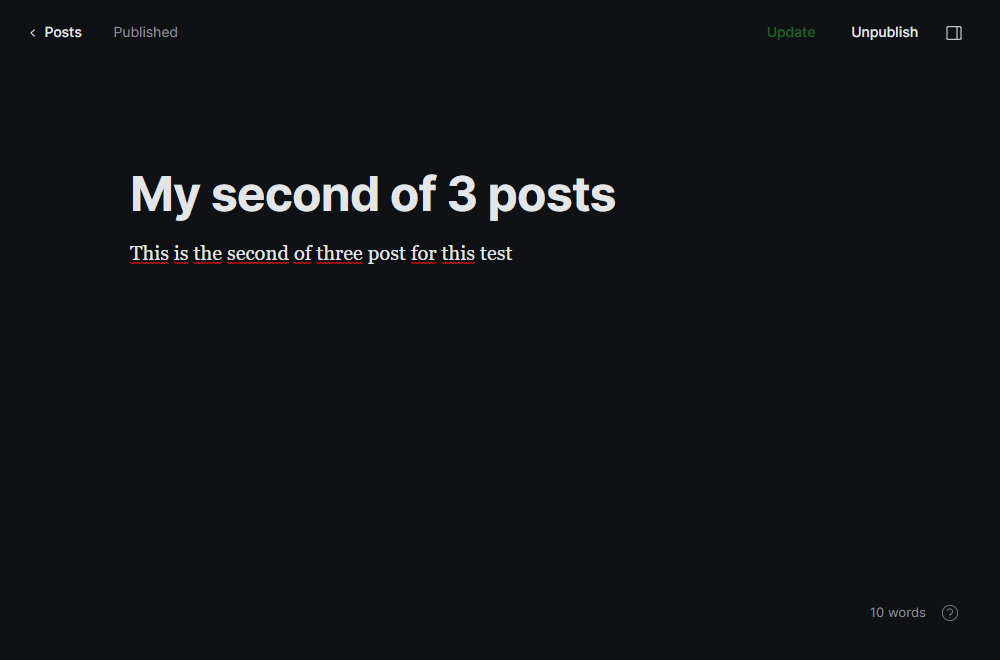 Posts Published Update Unpublish
My second of 3 posts
This is the second of three post for this test
10 words ?